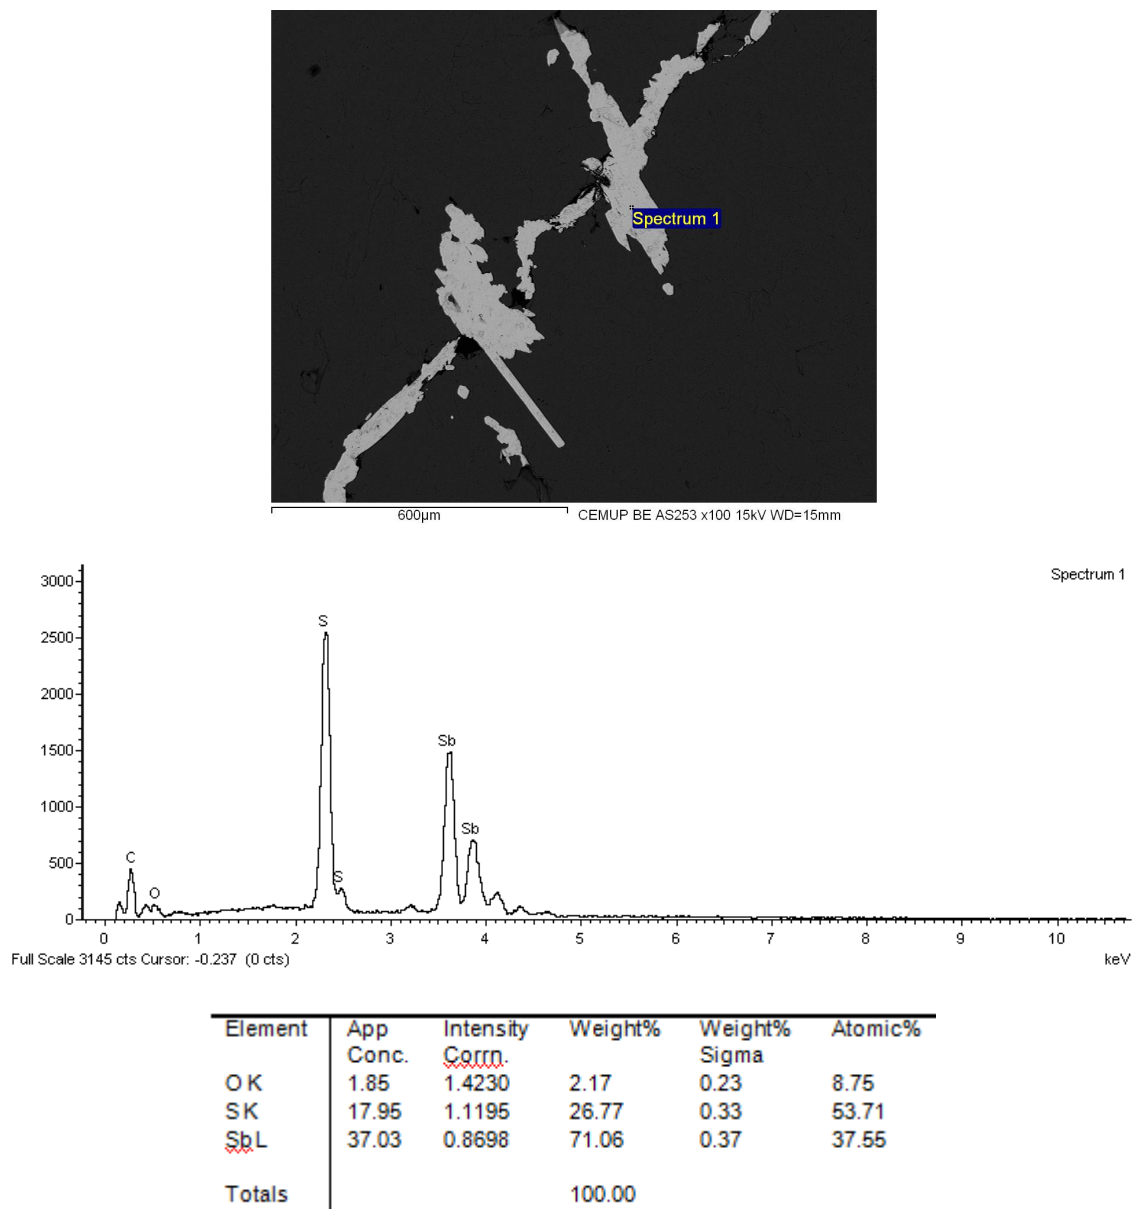 Spectrum 1
600µm CEMUP BE AS253 x100 15kV WD=15mm
Spectrum 1
3000
2500
2000
1500
1000
500
0
S
Sb
Sb
C
S
O
0 1 2 3 4 5 6 7 8 9 10
Full Scale 3145 cts Cursor: -0.237 (0 cts) keV
Element App Intensity Weight% Weight% Atomic%
Conc. Corrn. Sigma
O K 1.85 1.4230 2.17 0.23 8.75
S K 17.95 1.1195 26.77 0.33 53.71
Sb L 37.03 0.8698 71.06 0.37 37.55
Totals 100.00